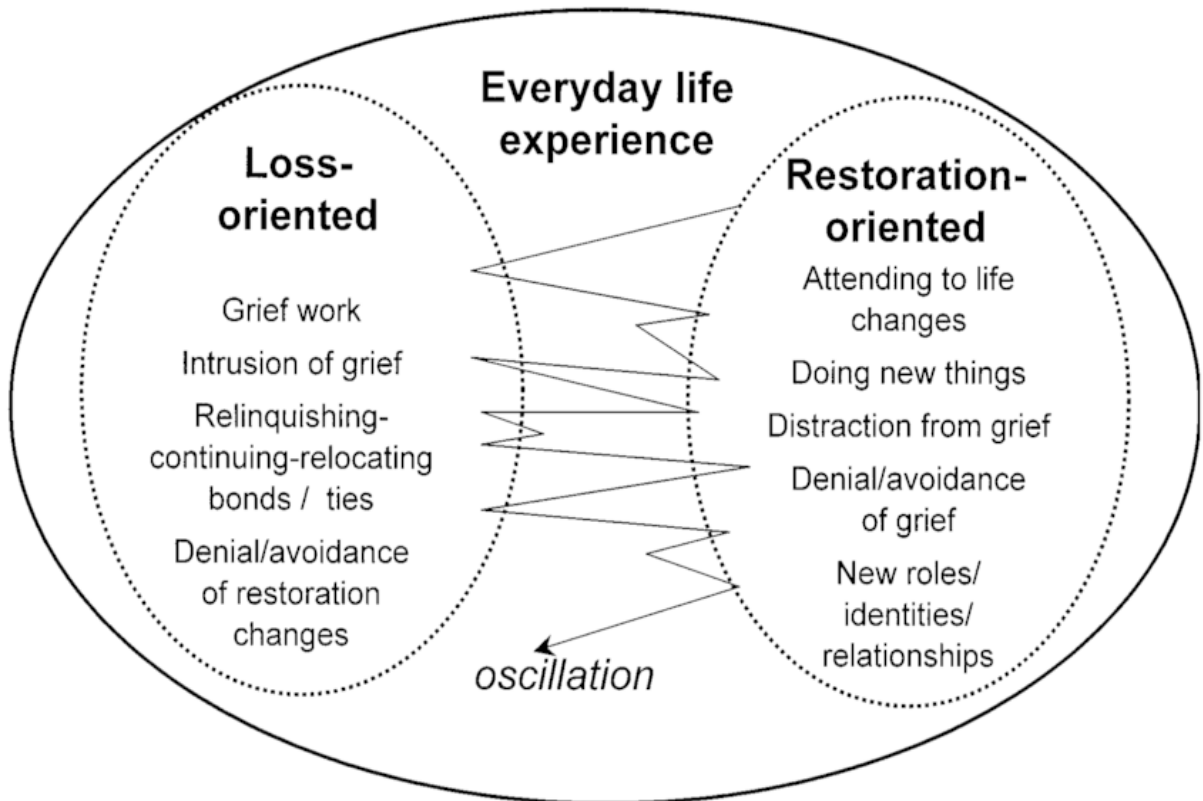 Everyday life
experience
Loss-
oriented
Grief work
Intrusion of grief
Relinquishing-
continuing-relocating
bonds / ties
Denial/avoidance
of restoration
changes
Restoration-
oriented
Attending to life
changes
Doing new things
Distraction from grief
Denial/avoidance
of grief
New roles/
identities/
relationships
oscillation